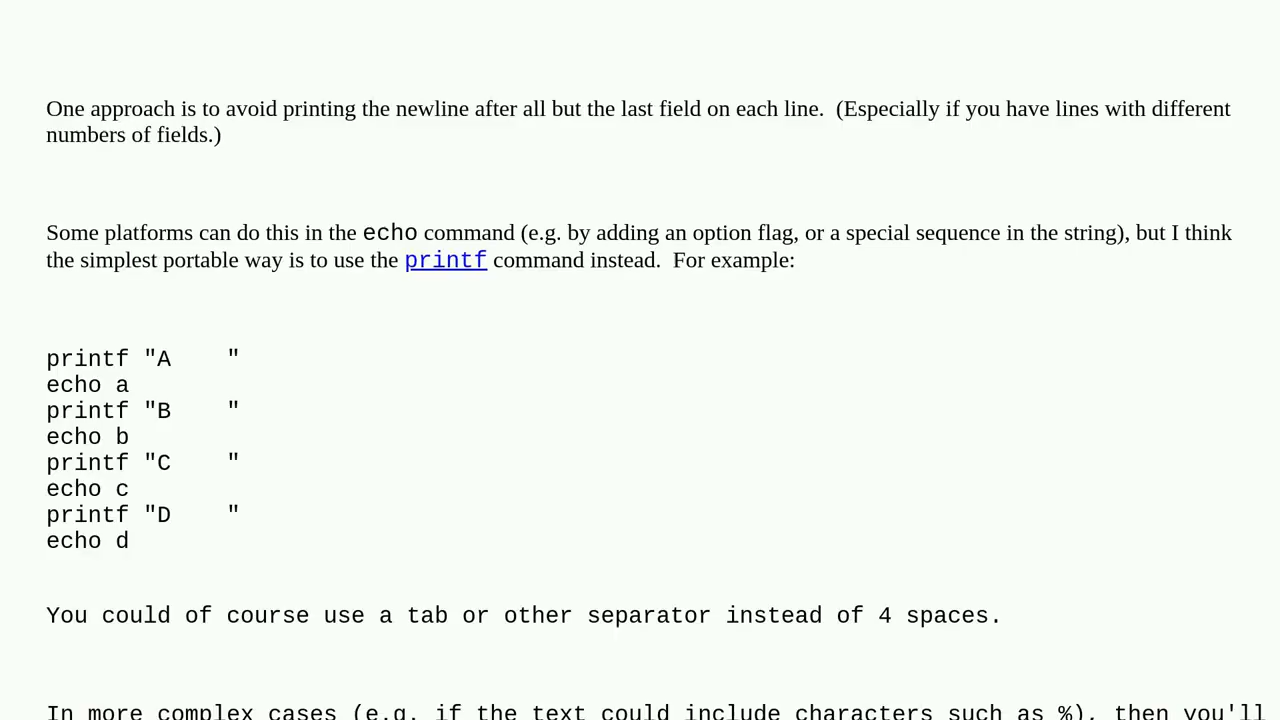 One approach is to avoid printing the newline after all but the last field on each line.  (Especially if you have lines with different
numbers of fields.)
Some platforms can do this in the echo command (e.g. by adding an option flag, or a special sequence in the string), but I think
the simplest portable way is to use the printf command instead.  For example:
printf "A    "
echo a
printf "B    "
echo b
printf "C    "
echo c
printf "D    "
echo d
You could of course use a tab or other separator instead of 4 spaces.
In more complex cases (e.g. if the text could include characters such as %), then you'll